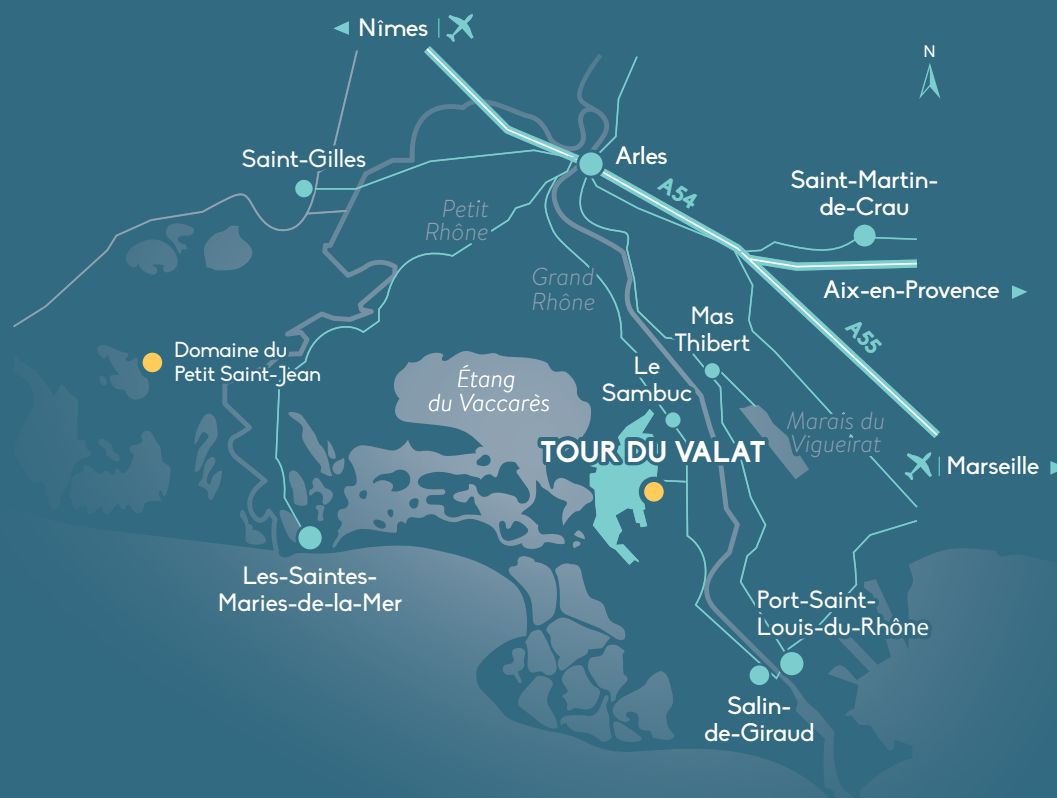 Nîmes
N
Saint-Gilles
Arles
A54
Saint-Martin-
de-Crau
Petit
Rhône
Grand
Rhône
Aix-en-Provence
Mas
Thibert
A55
Domaine du
Petit Saint-Jean
Étang
du Vaccarès
Le
Sambuc
Marais du
Vigueirat
TOUR DU VALAT
Marseille
Les-Saintes-
Maries-de-la-Mer
Port-Saint-
Louis-du-Rhône
Salin-
de-Giraud